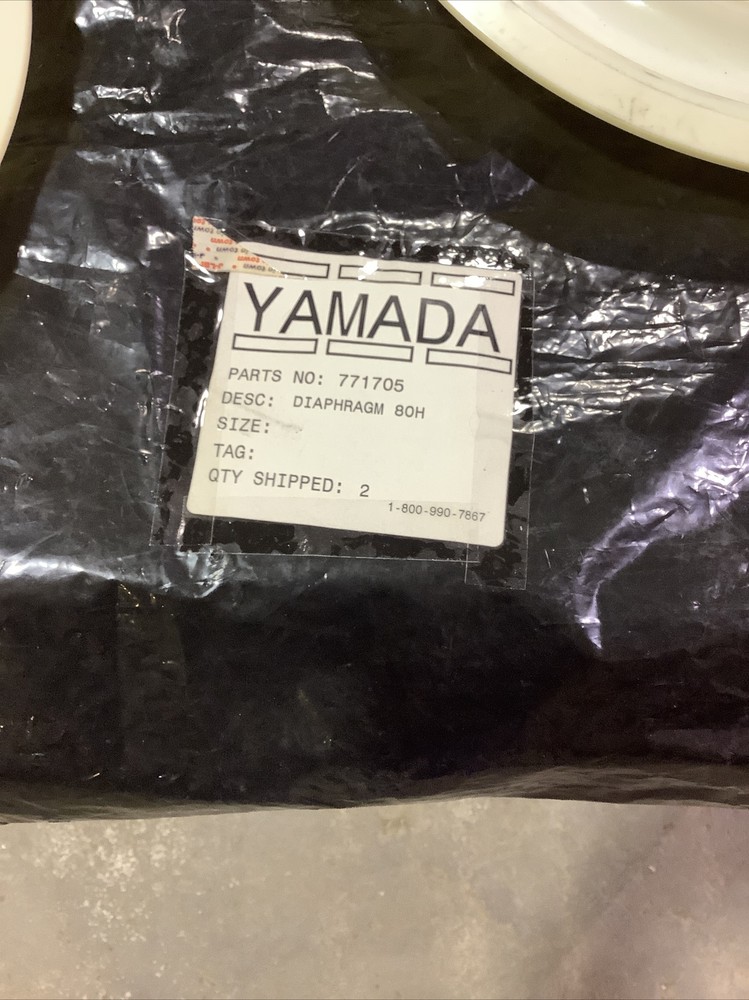 YAMADA
PARTS NO: 771705
DESC: DIAPHRAGM 80H
SIZE:
TAG:
QTY SHIPPED: 2
1-800-990-7867